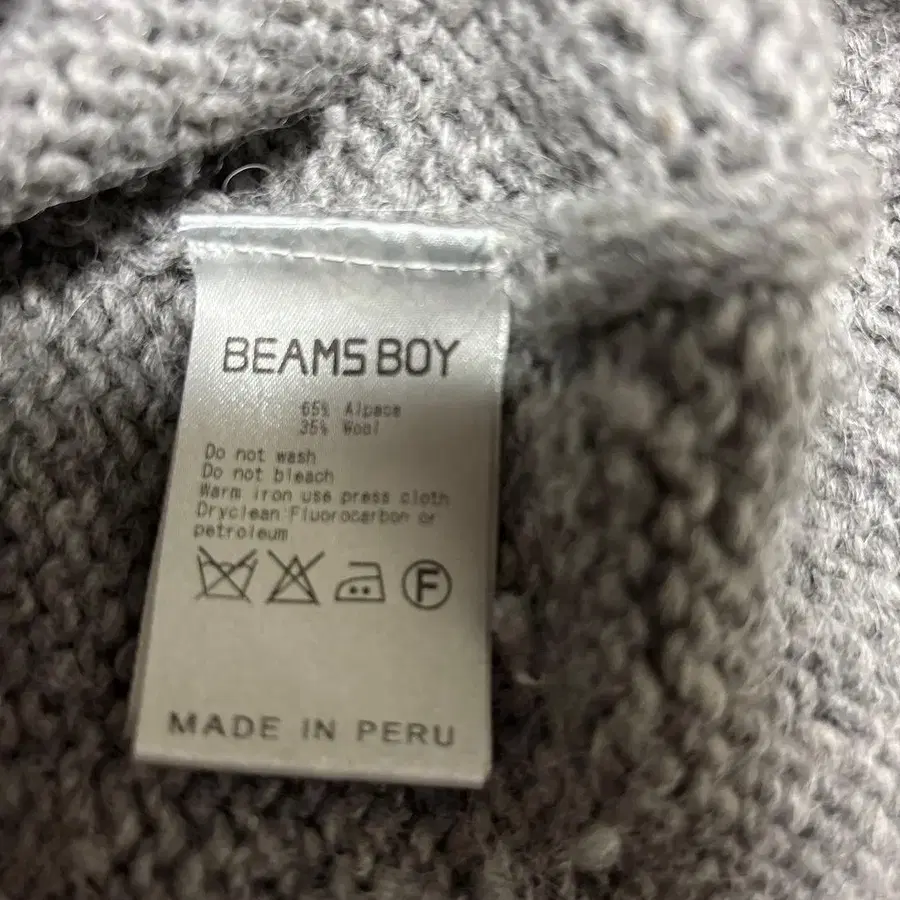 BEAMS BOY
65% Alpaca
35% Wool
Do not wash
Do not bleach
Warm iron use press cloth
Dryclean Fluorocarbon or
petroleum
F
MADE IN PERU